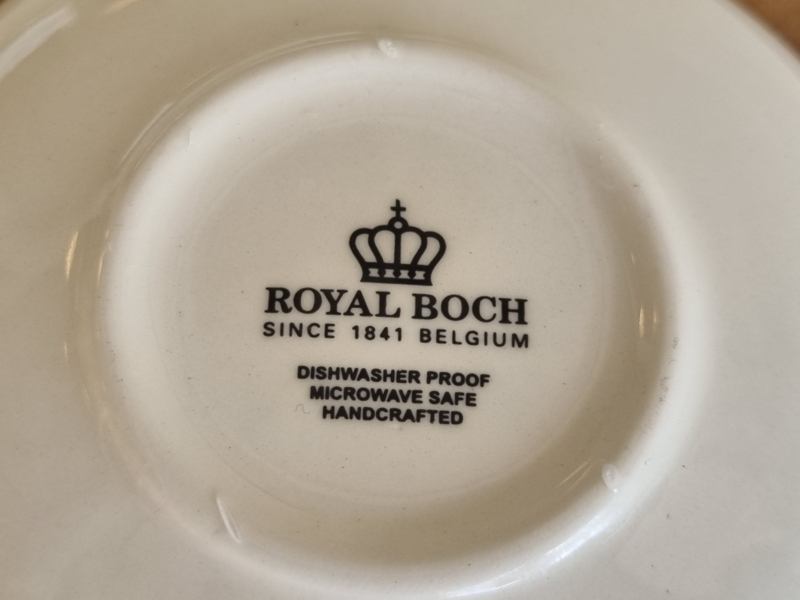 ROYAL BOCH
SINCE 1841 BELGIUM
DISHWASHER PROOF
MICROWAVE SAFE
HANDCRAFTED